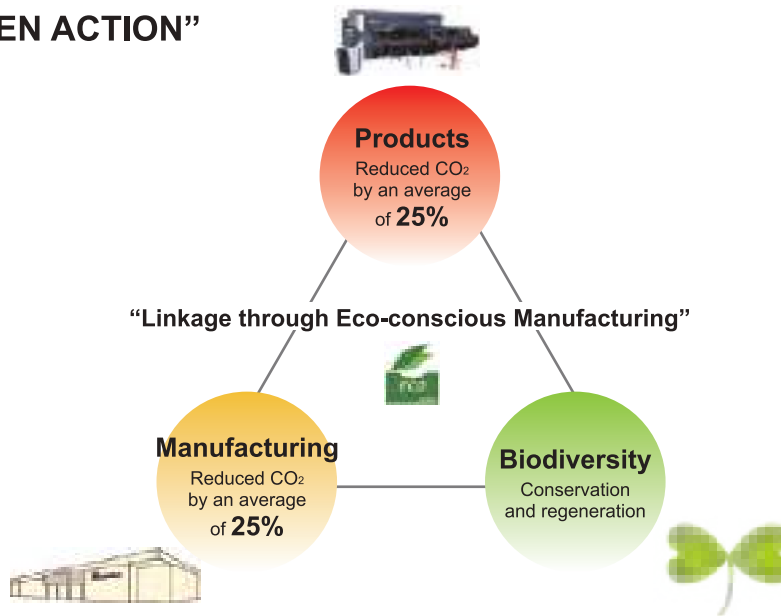 EN ACTION”
Products
Reduced CO₂
by an average
of 25%
“Linkage through Eco-conscious Manufacturing”
Manufacturing
Reduced CO₂
by an average
of 25%
Biodiversity
Conservation
and regeneration